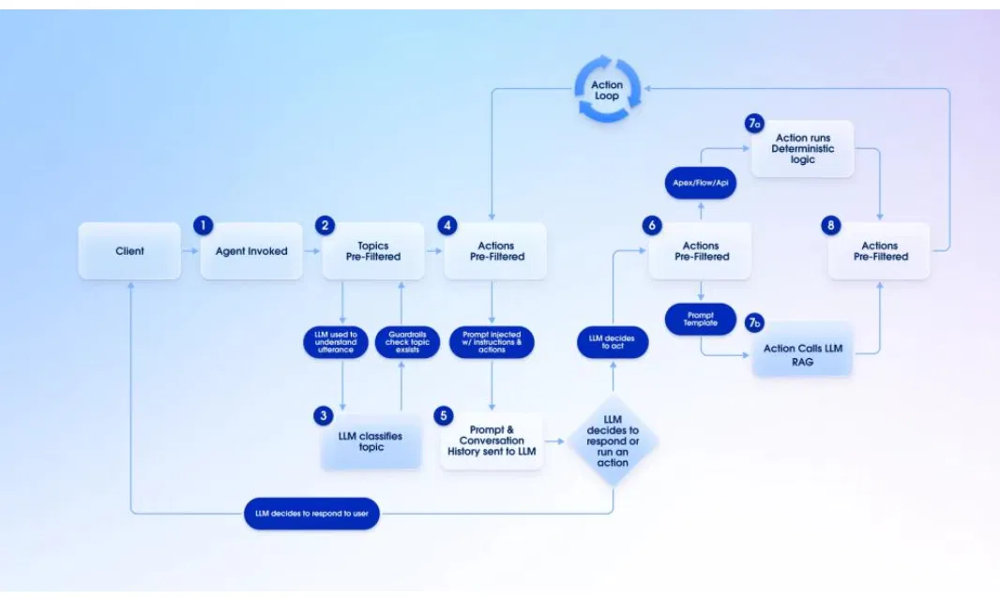 Action
Loop
7a
Action runs
Deterministic
logic
Apex/Flow/Api
1
2
4
6
8
Client
Agent Invoked
Topics
Pre-Filtered
Actions
Pre-Filtered
Actions
Pre-Filtered
Actions
Pre-Filtered
LLM used to
understand
utterance
Guardrails
check topic
exsists
Prompt injected
w/ instructions &
actions
LLM decides
to act
Prompt
Template
7b
Action Calls LLM
RAG
3
LLM classifies
topic
5
Prompt &
Conversation
History sent to LLM
LLM
decides to
respond or
run an
action
LLM decides to respond to user